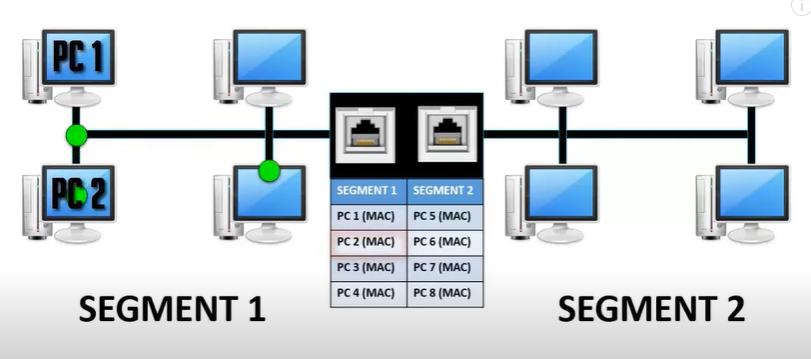 PC 1
PC 2
SEGMENT 1 SEGMENT 2
PC 1 (MAC) PC 5 (MAC)
PC 2 (MAC) PC 6 (MAC)
PC 3 (MAC) PC 7 (MAC)
PC 4 (MAC) PC 8 (MAC)
SEGMENT 1 SEGMENT 2